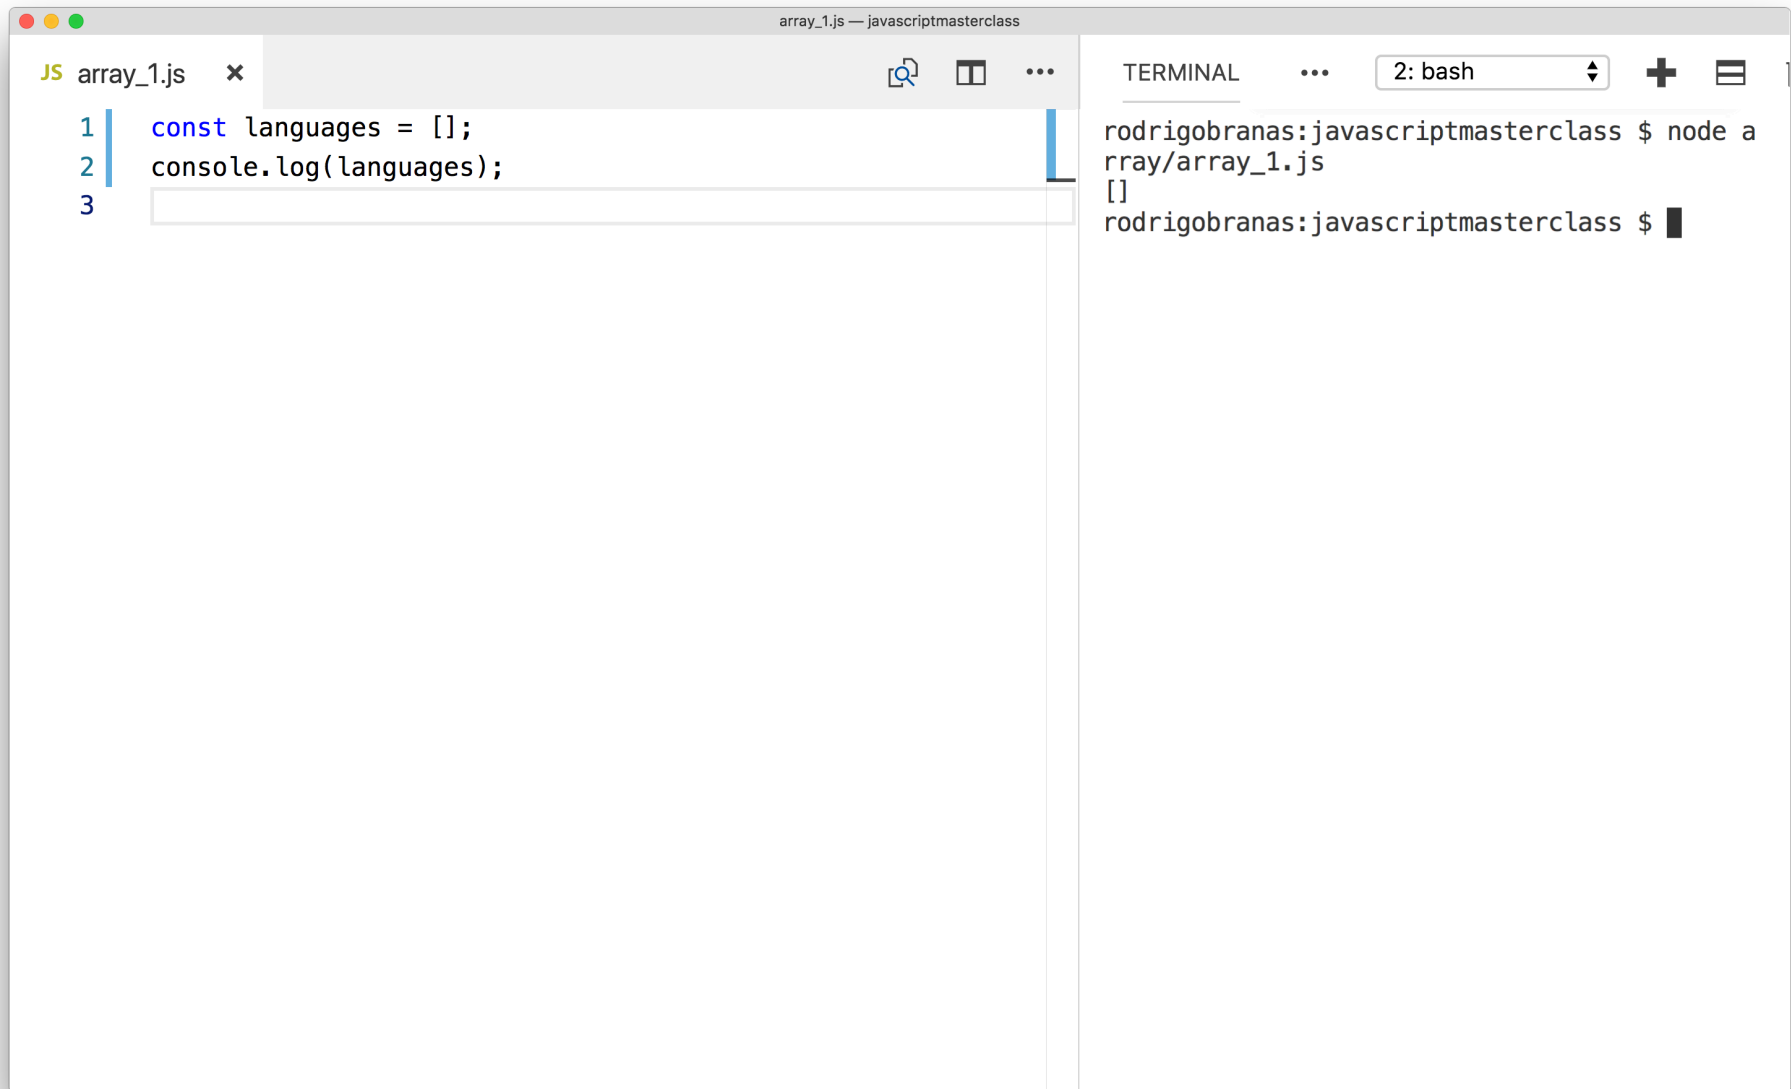 array_1.js — javascriptmasterclass
JS array_1.js
1 const languages = [];
2 console.log(languages);
3
TERMINAL
2: bash
rodrigobranas:javascriptmasterclass $ node a
rray/array_1.js
[]
rodrigobranas:javascriptmasterclass $